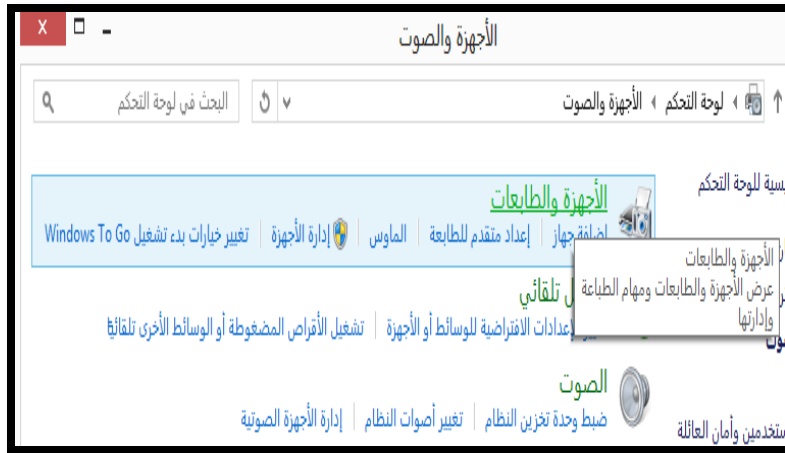 الأجهزة والصوت
لوحة التحكم الأجهزة والصوت
البحث في لوحة التحكم
الأجهزة والطابعات
إضافة جهاز | إعداد متقدم للطابعة | الماوس | إدارة الأجهزة | تغيير خيارات بدء تشغيل Windows To Go
الأجهزة والطابعات
عرض الأجهزة والطابعات ومهام الطباعة
وإدارتها
تلقائي
الافتراضية للوسائط أو الأجهزة | تشغيل الأقراص المضغوطة أو الوسائط الأخرى تلقائيًا
الصوت
ضبط وحدة تخزين النظام | تغيير أصوات النظام | إدارة الأجهزة الصوتية
للوحة التحكم
وأمان العائلة